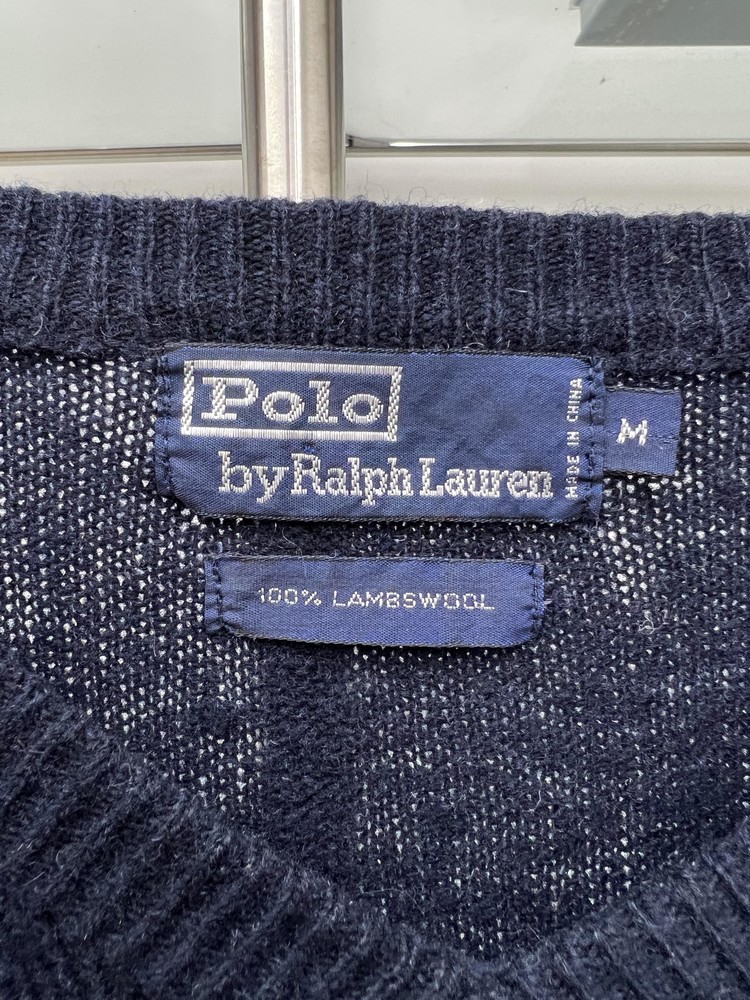 Polo
by Ralph Lauren
MADE IN CHINA
M
100% LAMBSWOOL